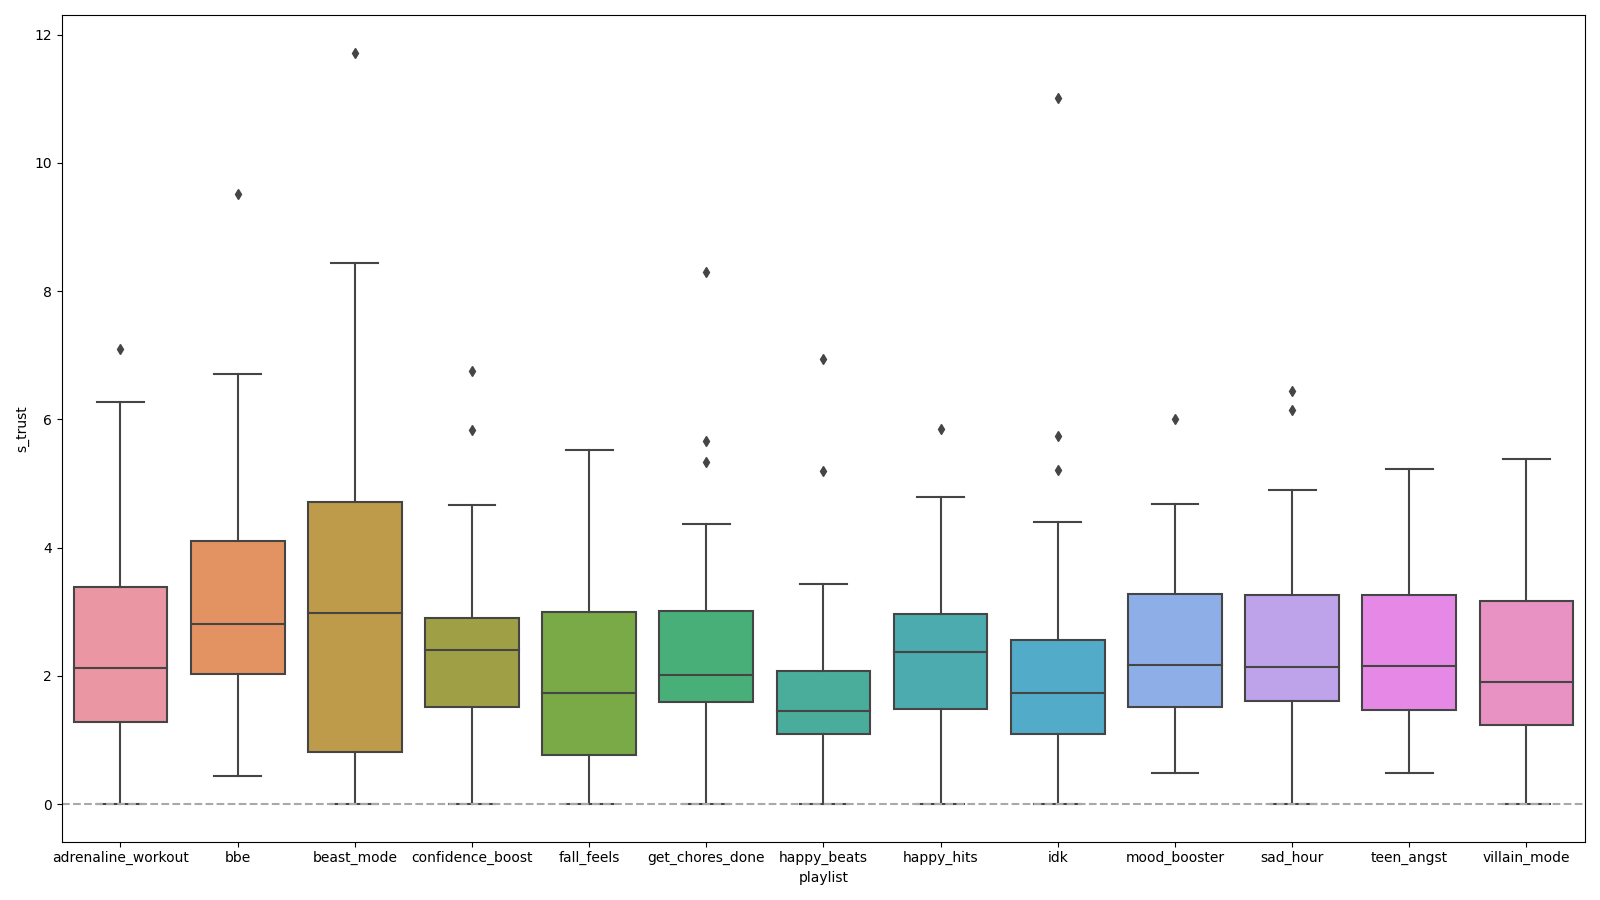 12
10
8
6
4
2
0
s_trust
adrenaline_workout bbe beast_mode confidence_boost fall_feels get_chores_done happy_beats happy_hits idk mood_booster sad_hour teen_angst villain_mode
playlist